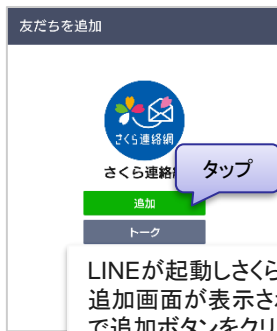 友だちを追加
さくら連絡網
さくら連絡
タップ
追加
トーク
LINEが起動しさくら
追加画面が表示され
で追加ボタンをクリ